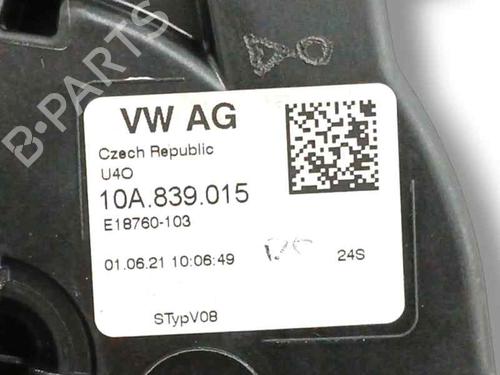 B-PARTS
VW AG
Czech Republic
U4O
10A.839.015
E18760-103
01.06.21 10:06:49
24S
STypV08